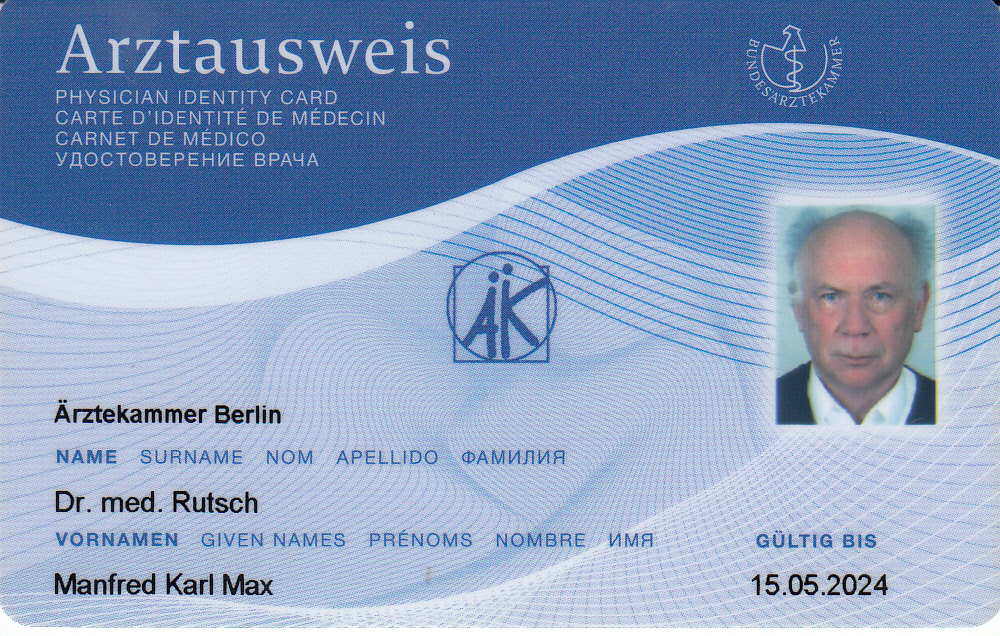 Arztausweis
PHYSICIAN IDENTITY CARD
CARTE D'IDENTITÉ DE MÉDECIN
CARNET DE MÉDICO
УДОСТОВЕРЕНИЕ ВРАЧА
BUNDESÄRZTEKAMMER
ÄK
Ärztekammer Berlin
NAME SURNAME NOM APELLIDO ФАМИЛИЯ
Dr. med. Rutsch
VORNAMEN GIVEN NAMES PRÉNOMS NOMBRE ИМЯ
Manfred Karl Max
GÜLTIG BIS
15.05.2024